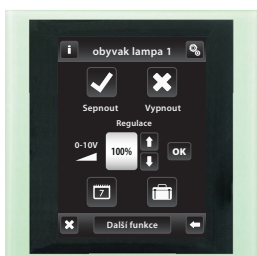 i obyvak lampa 1
Sepnout Vypnout
Regulace
0-10V 100% OK
7
Další funkce